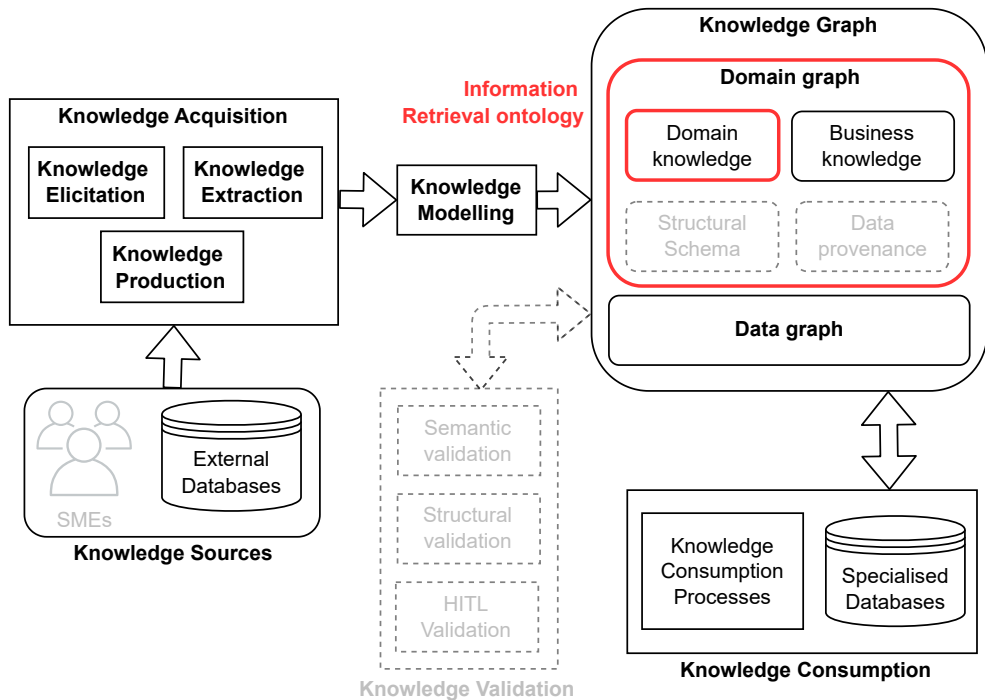 Knowledge Graph
Domain graph
Information
Retrieval ontology
Domain
knowledge
Business
knowledge
Structural
Schema
Data
provenance
Data graph
Knowledge Acquisition
Knowledge
Elicitation
Knowledge
Extraction
Knowledge
Production
Knowledge
Modelling
SMEs
External
Databases
Knowledge Sources
Semantic
validation
Structural
validation
HITL
Validation
Knowledge Validation
Knowledge
Consumption
Processes
Specialised
Databases
Knowledge Consumption